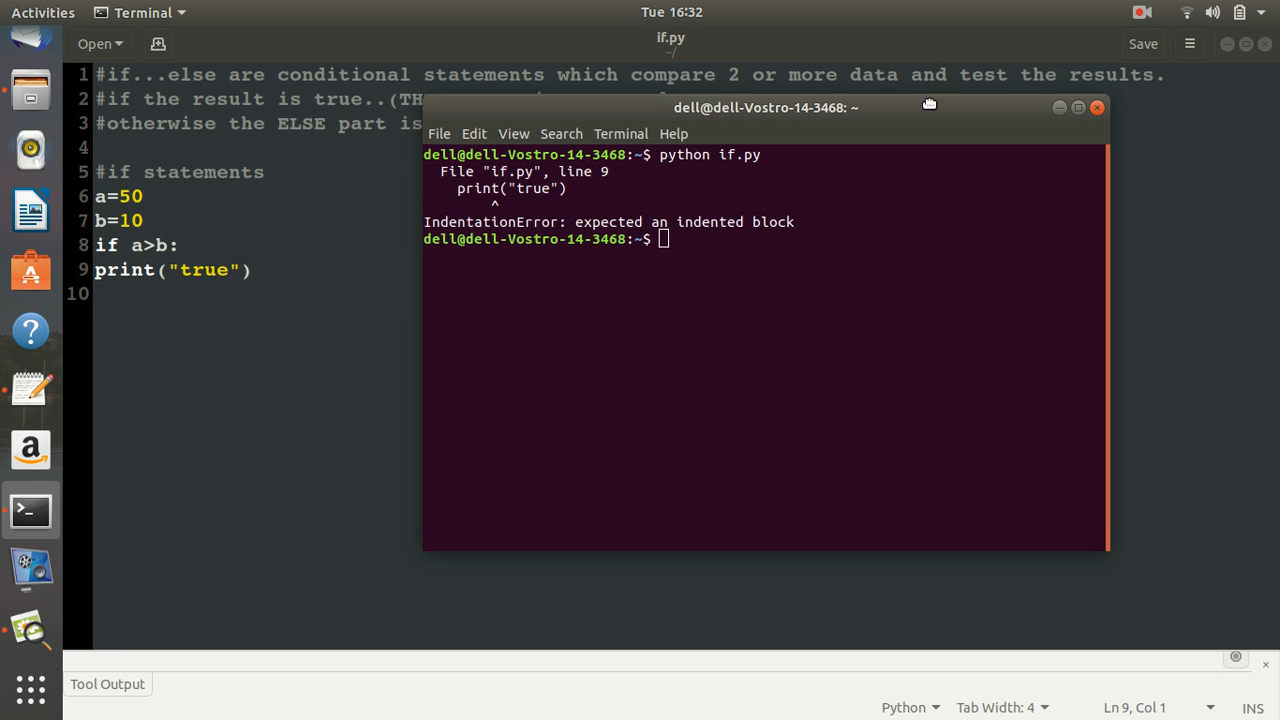 Activities Terminal Tue 16:32
Open if.py Save
~/
1 #if...else are conditional statements which compare 2 or more data and test the results.
2 #if the result is true..(TH
3 #otherwise the ELSE part is
4
5 #if statements
6 a=50
7 b=10
8 if a>b:
9 print("true")
10
dell@dell-Vostro-14-3468: ~
File Edit View Search Terminal Help
dell@dell-Vostro-14-3468:~$ python if.py
File "if.py", line 9
print("true")
^
IndentationError: expected an indented block
dell@dell-Vostro-14-3468:~$
Tool Output
Python Tab Width: 4 Ln 9, Col 1 INS